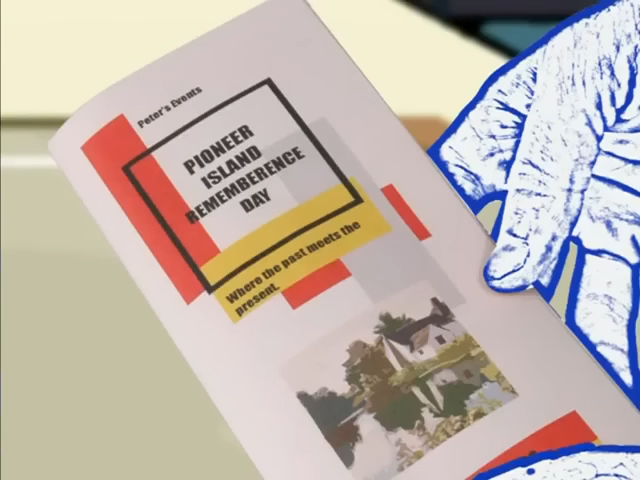 Peter's Events
PIONEER
ISLAND
REMEMBERENCE
DAY
Where the past meets the
present.